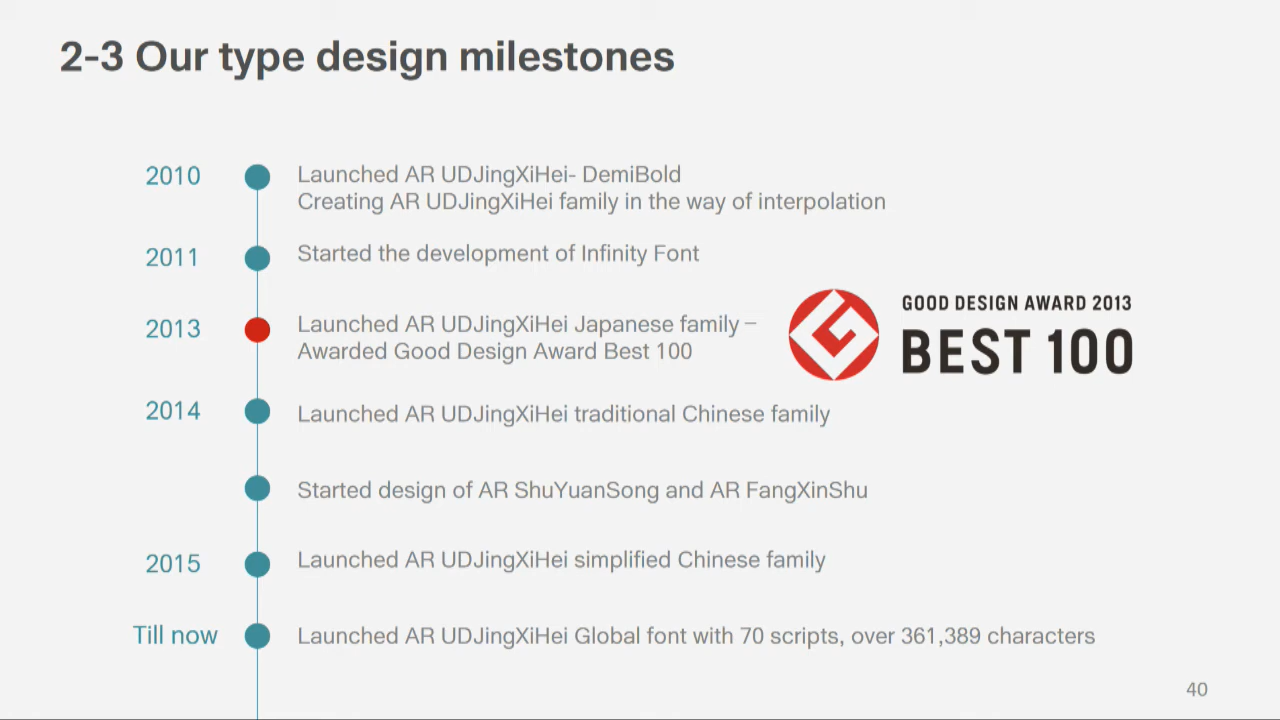 2-3 Our type design milestones
2010
Launched AR UDJingXiHei- DemiBold
Creating AR UDJingXiHei family in the way of interpolation
2011
Started the development of Infinity Font
2013
Launched AR UDJingXiHei Japanese family –
Awarded Good Design Award Best 100
GOOD DESIGN AWARD 2013
BEST 100
2014
Launched AR UDJingXiHei traditional Chinese family
Started design of AR ShuYuanSong and AR FangXinShu
2015
Launched AR UDJingXiHei simplified Chinese family
Till now
Launched AR UDJingXiHei Global font with 70 scripts, over 361,389 characters
40